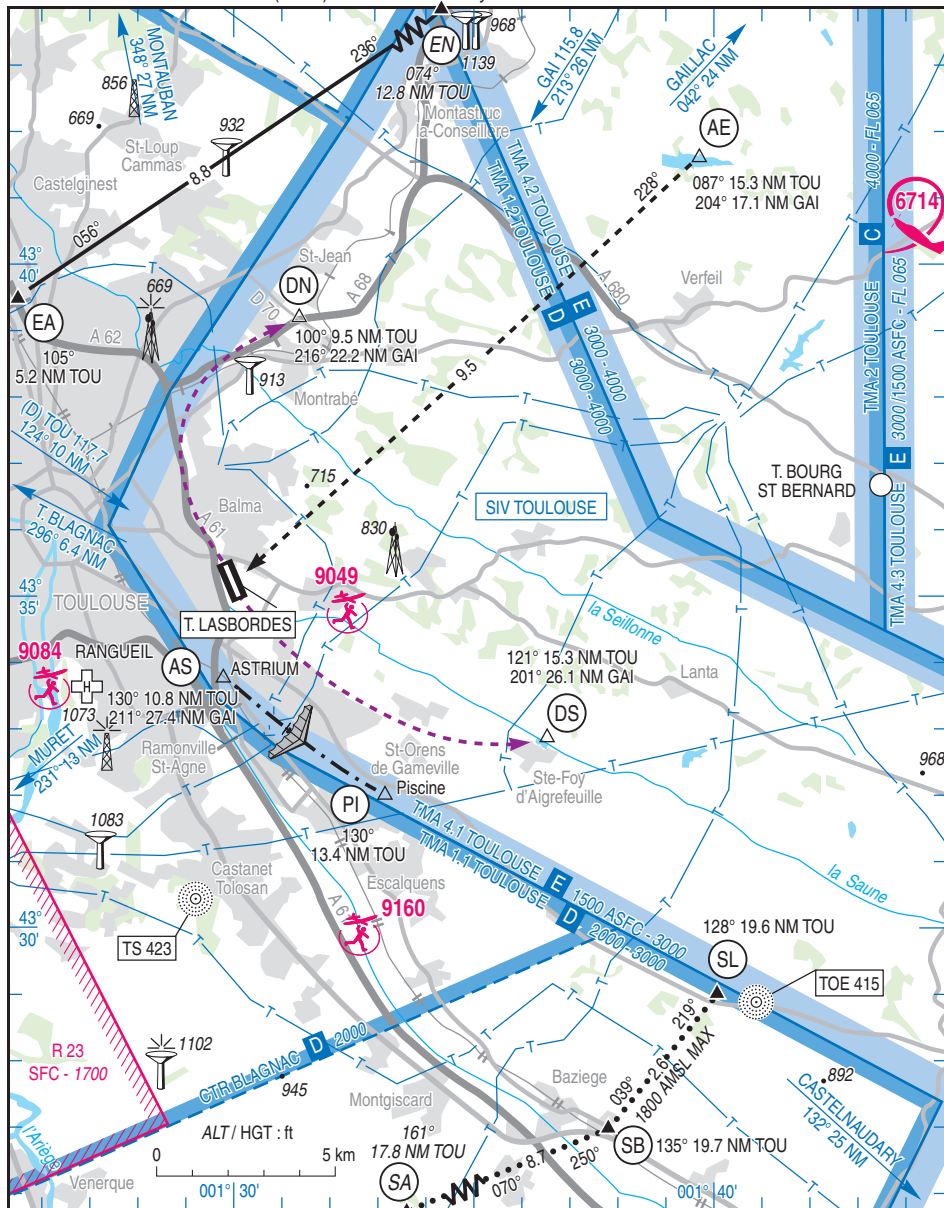 MONTAUBAN
348° 27 NM
236°
EN
968
1139
074°
12.8 NM TOU
GAI 115.8
213° 26 NM
GAILLAC
042° 24 NM
4000 - FL 065
856
669
932
St-Loup
Cammas
Montastruc
la-Conseillère
AE
087° 15.3 NM TOU
204° 17.1 NM GAI
6714
Castelginest
8.8
056°
228°
TMA 4.2 TOULOUSE
TMA 1.2 TOULOUSE
C
43°
40'
669
St-Jean
DN
A 68
D 70
A 680
Verfeil
E
D
3000 - 4000
3000 - 4000
TMA 2 TOULOUSE
3000/1500 ASFC - FL 065
EA
105°
5.2 NM TOU
A 62
100° 9.5 NM TOU
216° 22.2 NM GAI
913
Montrabé
9.5
(D) TOU 117.7
124° 10 NM
E
TMA 4.3 TOULOUSE
T. BOURG
ST BERNARD
715
Balma
A 61
830
SIV TOULOUSE
T. BLAGNAC
296° 6.4 NM
43°
35'
TOULOUSE
T. LASBORDES
9049
la Seillonne
9084
RANGUEIL
H
AS
ASTRIUM
130° 10.8 NM TOU
211° 27.4 NM GAI
121° 15.3 NM TOU
201° 26.1 NM GAI
DS
Lanta
1073
MURET
231° 13 NM
Ramonville
St-Agne
St-Orens
de Gameville
Ste-Foy
d'Aigrefeuille
968
Piscine
PI
130°
13.4 NM TOU
1083
TMA 4.1 TOULOUSE
TMA 1.1 TOULOUSE
E
D
1500 ASFC - 3000
2000 - 3000
Castanet
Tolosan
Escalquens
A 61
9160
la Saune
43°
30'
TS 423
128° 19.6 NM TOU
SL
TOE 415
R 23
SFC - 1700
1102
CTR BLAGNAC
D
2000
945
219°
2.6
039°
1800 AMSL MAX
Baziege
892
CASTELNAUDARY
132° 25 NM
Montgiscard
ALT / HGT : ft
0
5 km
161°
17.8 NM TOU
SA
070°
8.7
250°
SB
135° 19.7 NM TOU
l'Ariège
Venerque
001° 30'
001° 40'